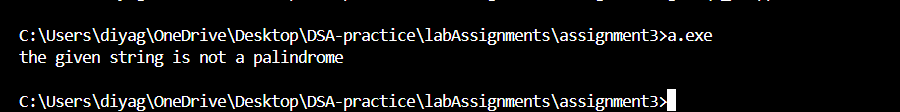 C:\Users\diyag\OneDrive\Desktop\DSA-practice\labAssignments\assignment3>a.exe
the given string is not a palindrome
C:\Users\diyag\OneDrive\Desktop\DSA-practice\labAssignments\assignment3>